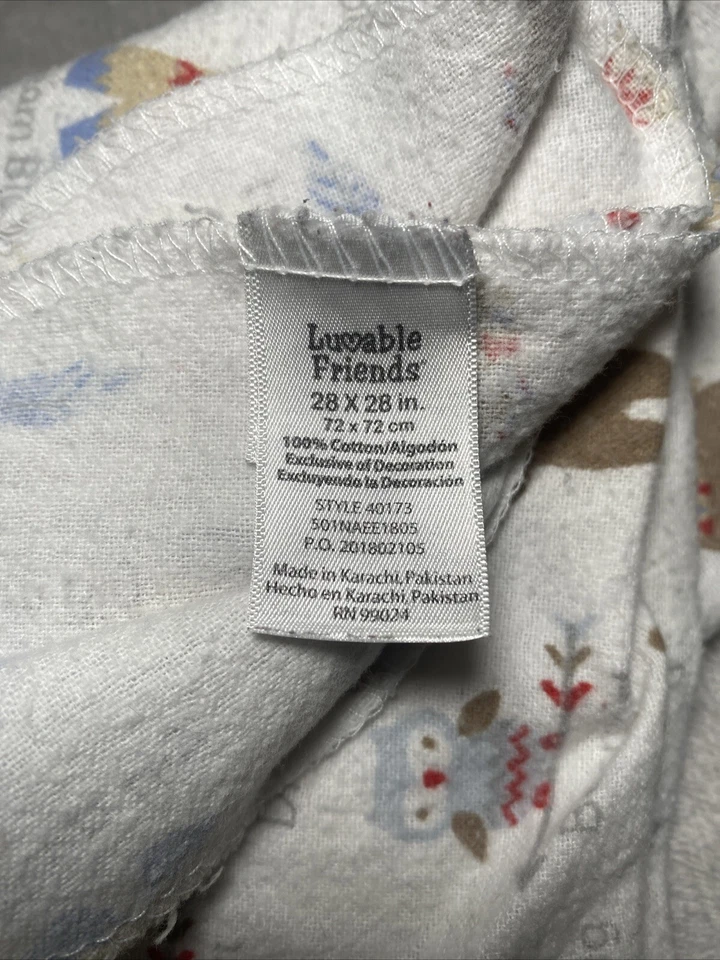 Luvable
Friends
28 X 28 in.
72 x 72 cm
100% Cotton/Algodón
Exclusive of Decoration
Excluyendo la Decoración
STYLE 40173
501NAEE1805
P.O. 201802105
Made in Karachi, Pakistan
Hecho en Karachi, Pakistan
RN 99024